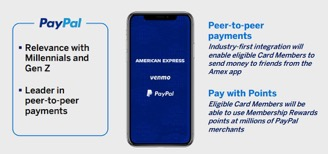 PayPal
• Relevance with
Millennials and
Gen Z
• Leader in
peer-to-peer
payments
AMERICAN EXPRESS
venmo
PayPal
Peer-to-peer
payments
Industry-first integration will
enable eligible Card Members to
send money to friends from the
Amex app
Pay with Points
Eligible Card Members will be
able to use Membership Rewards
points at millions of PayPal
merchants